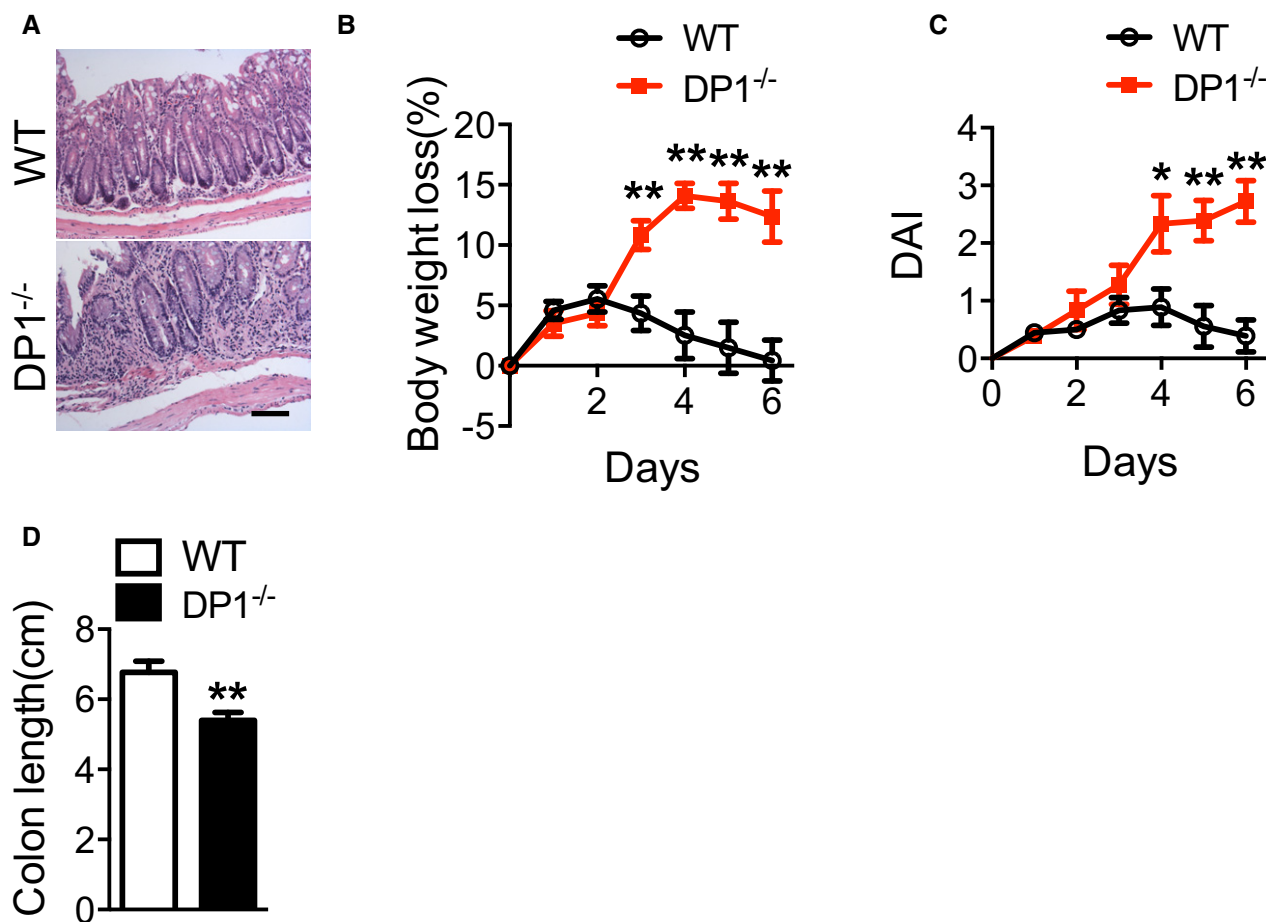 A
WT
DP1-/-
B
WT
DP1-/-
Body weight loss(%)
20
15
10
5
0
-5
**
**
**
**
2
4
6
Days
C
WT
DP1-/-
DAI
4
3
2
1
0
*
**
**
0
2
4
6
Days
D
WT
DP1-/-
Colon length(cm)
8
6
4
2
0
**